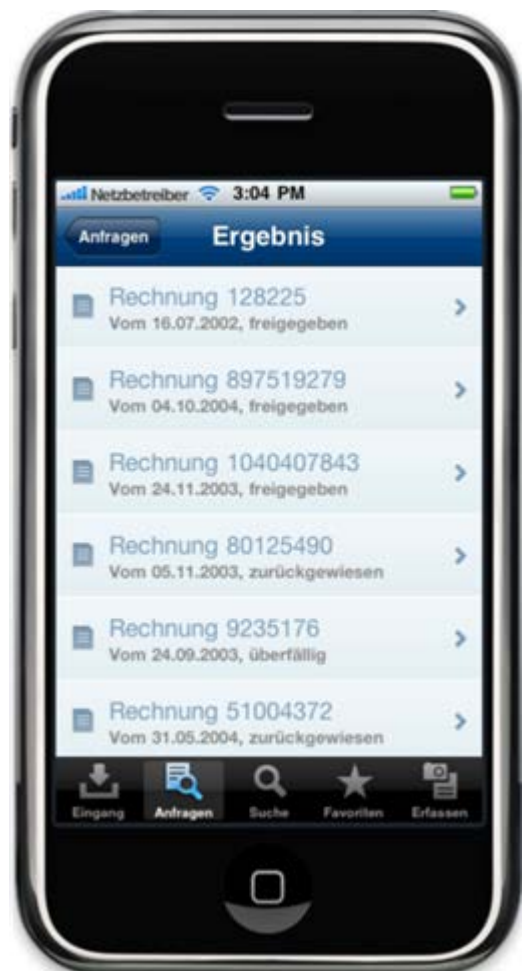 Netzbetreiber 3:04 PM
Anfragen Ergebnis
Rechnung 128225
Vom 16.07.2002, freigegeben
Rechnung 897519279
Vom 04.10.2004, freigegeben
Rechnung 1040407843
Vom 24.11.2003, freigegeben
Rechnung 80125490
Vom 05.11.2003, zurückgewiesen
Rechnung 9235176
Vom 24.09.2003, überfällig
Rechnung 51004372
Vom 31.05.2004, zurückgewiesen
Eingang Anfragen Suche Favoriten Erfassen